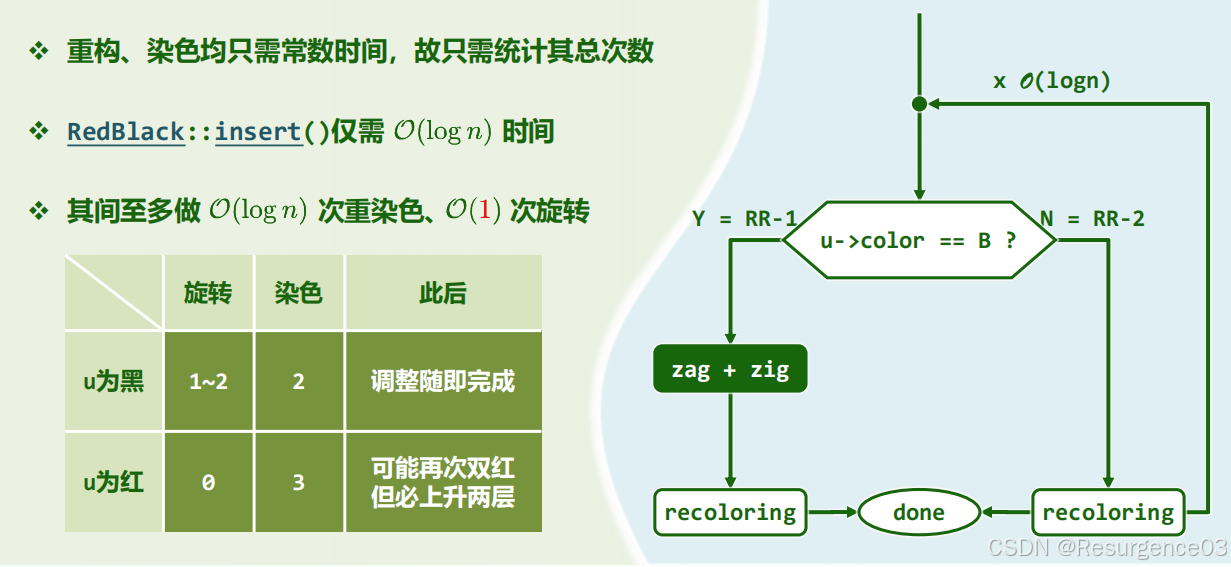 ❖ 重构、染色均只需常数时间，故只需统计其总次数
❖ RedBlack::insert()仅需 𝒪(log n) 时间
❖ 其间至多做 𝒪(log n) 次重染色、𝒪(1) 次旋转
旋转 染色 此后
u为黑 1~2 2 调整随即完成
u为红 0 3 可能再次双红
但必上升两层
x 𝒪(logn)
Y = RR-1
N = RR-2
u->color == B ?
zag + zig
recoloring
done
recoloring
CSDN @Resurgence03